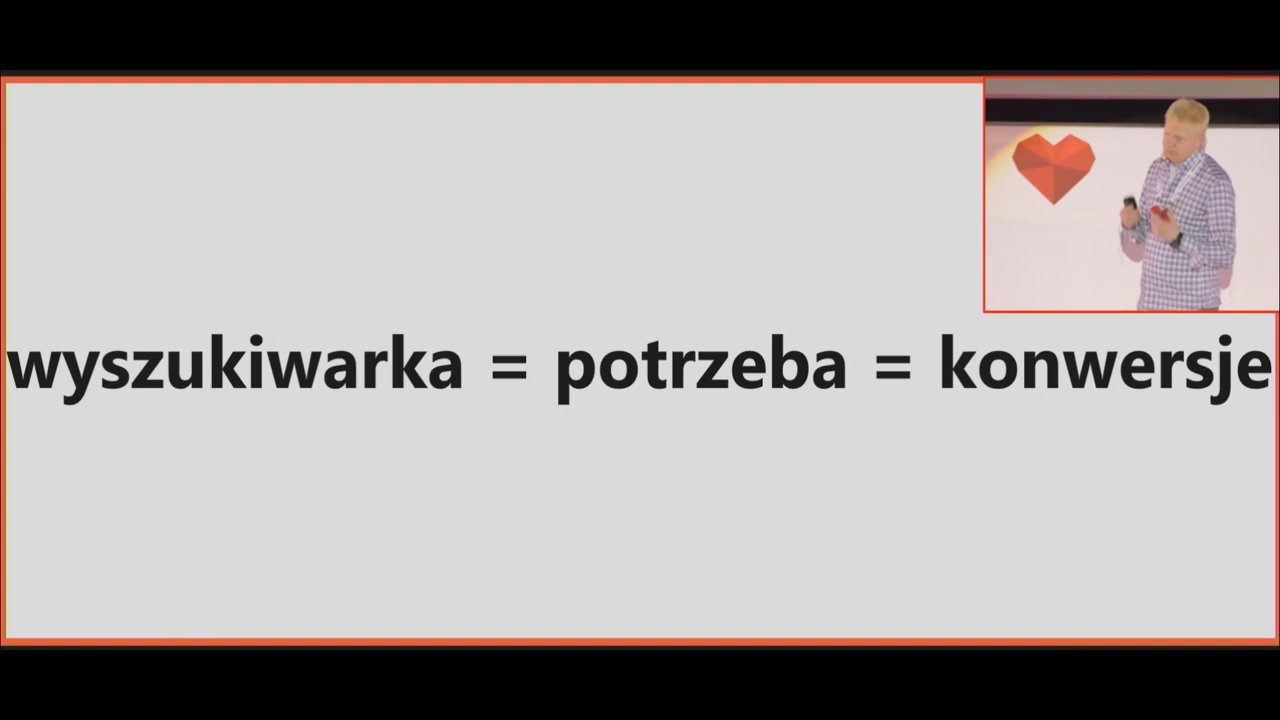 wyszukiwarka = potrzeba = konwersje